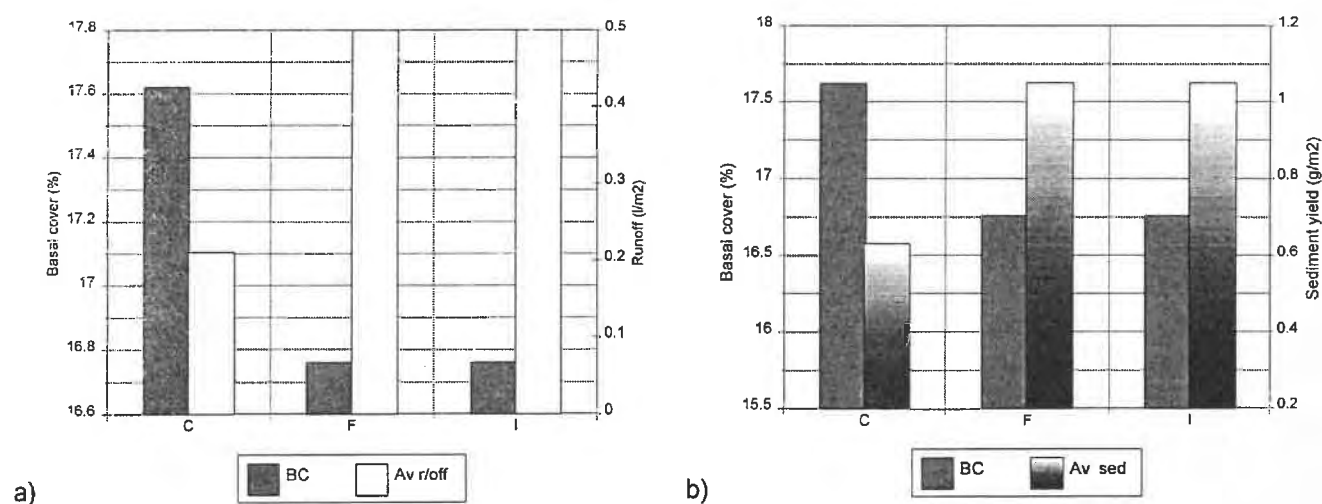 17.8
17.6
17.4
17.2
17
16.8
16.6
Basal cover (%)
0.5
0.4
0.3
0.2
0.1
0
Runoff (l/m2)
C F I
BC Av r/off
a)
18
17.5
17
16.5
16
15.5
Basal cover (%)
1.2
1
0.8
0.6
0.4
0.2
Sediment yield (g/m2)
C F I
BC Av sed
b)